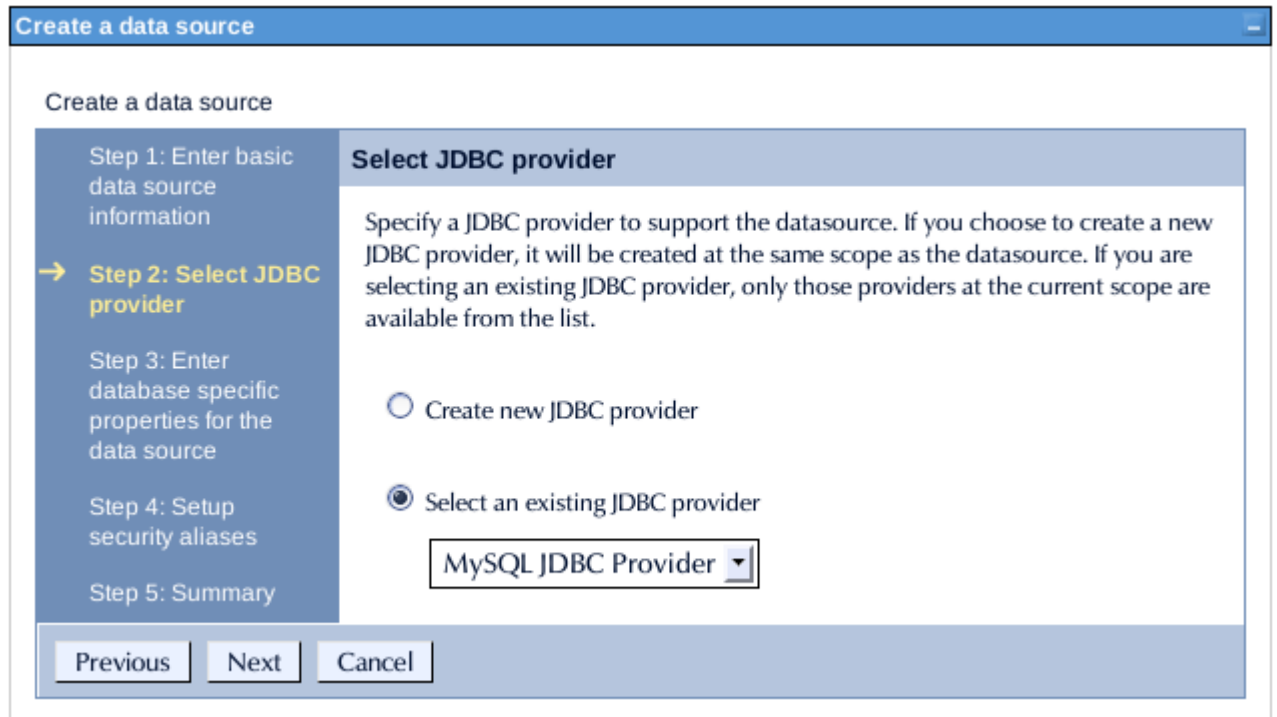 Create a data source
Create a data source
Step 1: Enter basic
data source
information
Step 2: Select JDBC
provider
Step 3: Enter
database specific
properties for the
data source
Step 4: Setup
security aliases
Step 5: Summary
Select JDBC provider
Specify a JDBC provider to support the datasource. If you choose to create a new
JDBC provider, it will be created at the same scope as the datasource. If you are
selecting an existing JDBC provider, only those providers at the current scope are
available from the list.
Create new JDBC provider
Select an existing JDBC provider
MySQL JDBC Provider
Previous Next Cancel